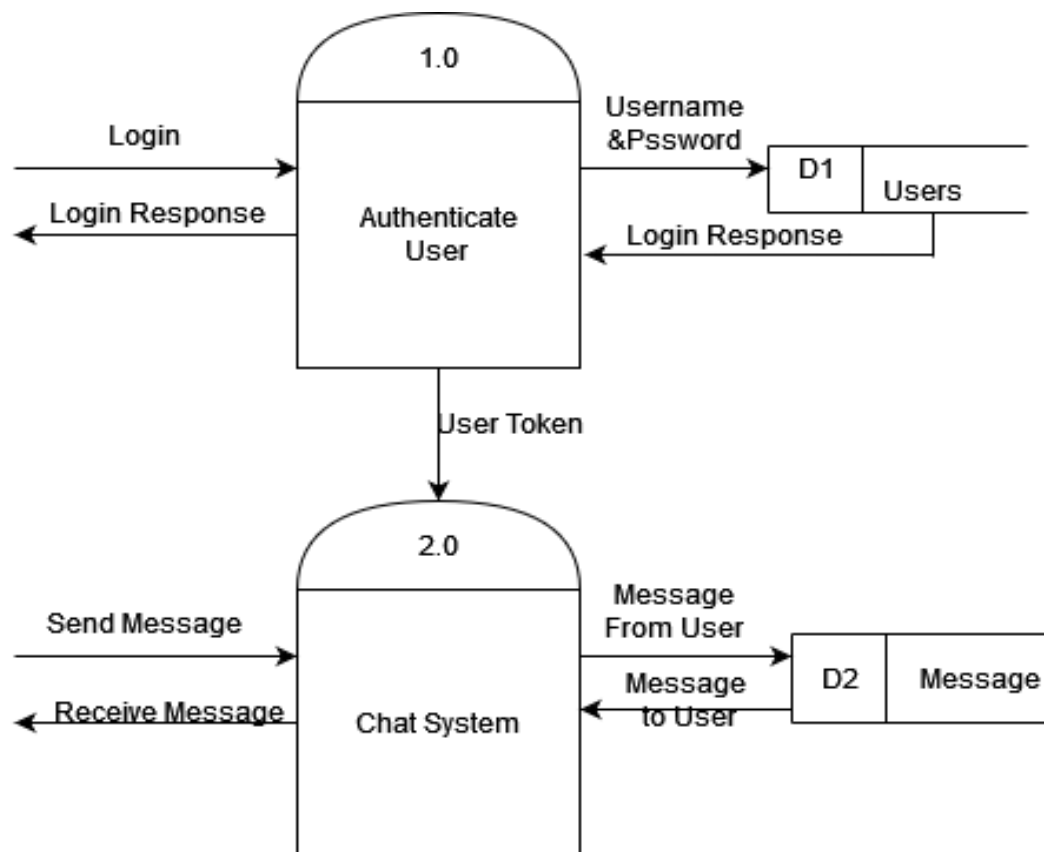 1.0
Username
&Pssword
Login
D1
Users
Login Response
Authenticate
User
Login Response
User Token
2.0
Message
From User
Send Message
D2
Message
Message
to User
Receive Message
Chat System